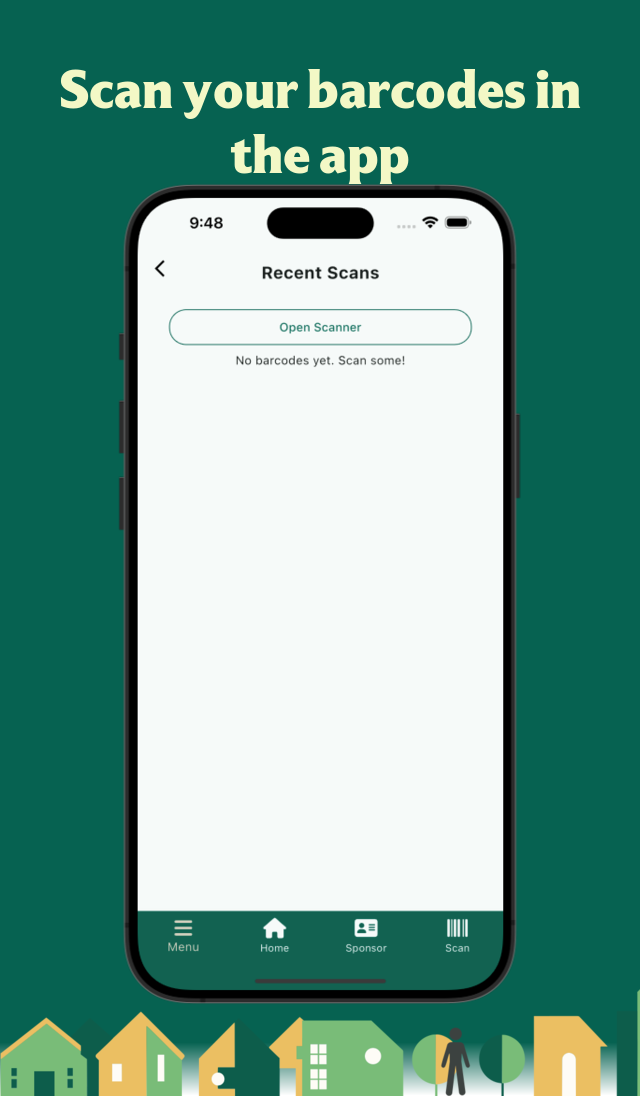 Scan your barcodes in
the app
9:48
Recent Scans
Open Scanner
No barcodes yet. Scan some!
Menu
Home
Sponsor
Scan